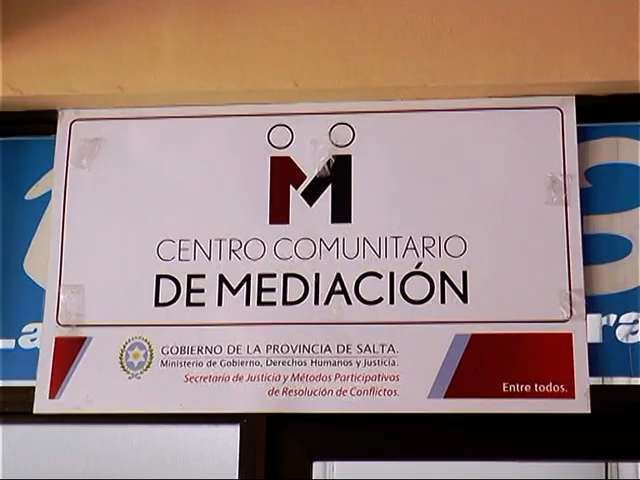 CENTRO COMUNITARIO
DE MEDIACIÓN
GOBIERNO DE LA PROVINCIA DE SALTA.
Ministerio de Gobierno, Derechos Humanos y Justicia.
Secretaría de Justicia y Métodos Participativos
de Resolución de Conflictos.
Entre todos.